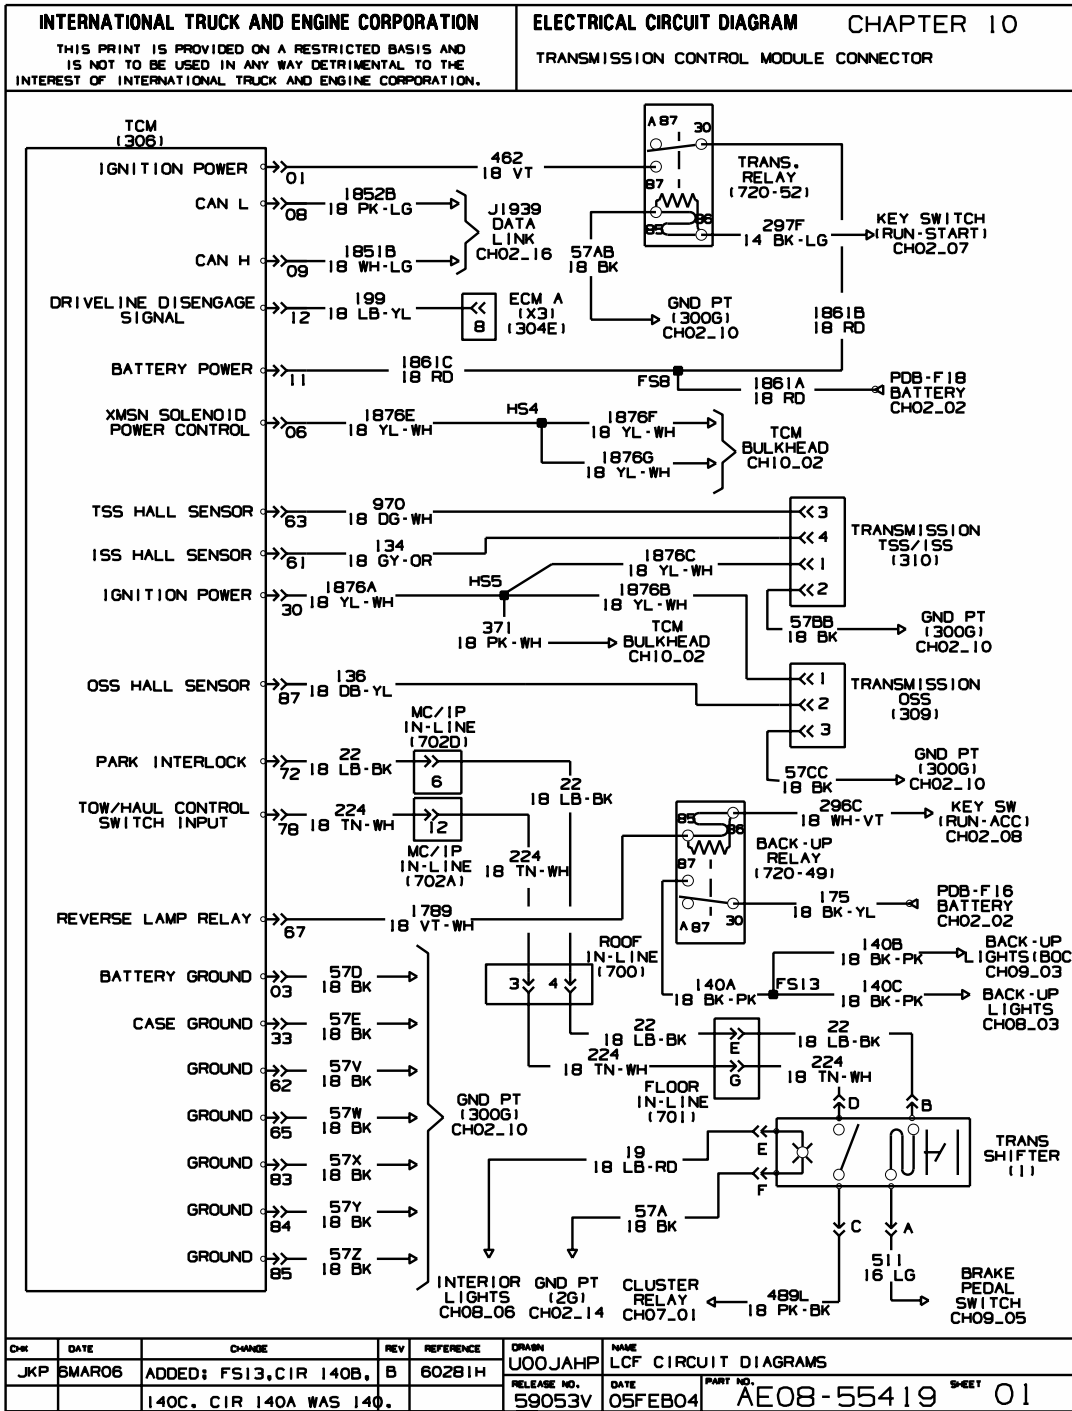 INTERNATIONAL TRUCK AND ENGINE CORPORATION
THIS PRINT IS PROVIDED ON A RESTRICTED BASIS AND
IS NOT TO BE USED IN ANY WAY DETRIMENTAL TO THE
INTEREST OF INTERNATIONAL TRUCK AND ENGINE CORPORATION.
ELECTRICAL CIRCUIT DIAGRAM CHAPTER 10
TRANSMISSION CONTROL MODULE CONNECTOR
TCM
(306)
IGNITION POWER
01
462
18 VT
A 87
30
87
85
86
TRANS.
RELAY
(720-52)
CAN L
08
1852B
18 PK-LG
J1939
DATA
LINK
CH02_16
CAN H
09
1851B
18 WH-LG
57AB
18 BK
297F
14 BK-LG
KEY SWITCH
(RUN-START)
CH02_07
DRIVELINE DISENGAGE
SIGNAL
12
199
18 LB-YL
8
ECM A
(X3)
(304E)
GND PT
(300G)
CH02_10
1861B
18 RD
BATTERY POWER
11
1861C
18 RD
FS8
1861A
18 RD
PDB-F18
BATTERY
CH02_02
XMSN SOLENOID
POWER CONTROL
06
1876E
18 YL-WH
HS4
1876F
18 YL-WH
1876G
18 YL-WH
TCM
BULKHEAD
CH10_02
TSS HALL SENSOR
63
970
18 DG-WH
3
4
1
2
TRANSMISSION
TSS/ISS
(310)
ISS HALL SENSOR
61
134
18 GY-OR
IGNITION POWER
30
1876A
18 YL-WH
HS5
1876C
18 YL-WH
1876B
18 YL-WH
371
18 PK-WH
TCM
BULKHEAD
CH10_02
57BB
18 BK
GND PT
(300G)
CH02_10
OSS HALL SENSOR
87
136
18 DB-YL
1
2
3
TRANSMISSION
OSS
(309)
MC/IP
IN-LINE
(702D)
PARK INTERLOCK
72
22
18 LB-BK
6
22
18 LB-BK
57CC
18 BK
GND PT
(300G)
CH02_10
TOW/HAUL CONTROL
SWITCH INPUT
78
224
18 TN-WH
12
MC/IP
IN-LINE
(702A)
224
18 TN-WH
85
86
87
A 87
30
BACK-UP
RELAY
(720-49)
296C
18 WH-VT
KEY SW
(RUN-ACC)
CH02_08
175
18 BK-YL
PDB-F16
BATTERY
CH02_02
REVERSE LAMP RELAY
67
1789
18 VT-WH
ROOF
IN-LINE
(700)
3
4
140A
18 BK-PK
FS13
140B
18 BK-PK
BACK-UP
LIGHTS(BOC
CH09_03
140C
18 BK-PK
BACK-UP
LIGHTS
CH08_03
BATTERY GROUND
03
57D
18 BK
CASE GROUND
33
57E
18 BK
GROUND
62
57V
18 BK
GROUND
65
57W
18 BK
GROUND
83
57X
18 BK
GROUND
84
57Y
18 BK
GROUND
85
57Z
18 BK
GND PT
(300G)
CH02_10
22
18 LB-BK
224
18 TN-WH
E
G
FLOOR
IN-LINE
(701)
22
18 LB-BK
224
18 TN-WH
D
B
E
F
C
A
TRANS
SHIFTER
(1)
19
18 LB-RD
57A
18 BK
INTERIOR
LIGHTS
CH08_06
GND PT
(2G)
CH02_14
CLUSTER
RELAY
CH07_01
489L
18 PK-BK
511
16 LG
BRAKE
PEDAL
SWITCH
CH09_05
CHK DATE CHANGE REV REFERENCE DRAWN NAME
JKP 6MAR06 ADDED: FS13,CIR 140B, B 60281H U00JAHP LCF CIRCUIT DIAGRAMS
140C. CIR 140A WAS 140.
RELEASE NO. DATE PART NO. SHEET
59053V 05FEB04 AE08-55419 01